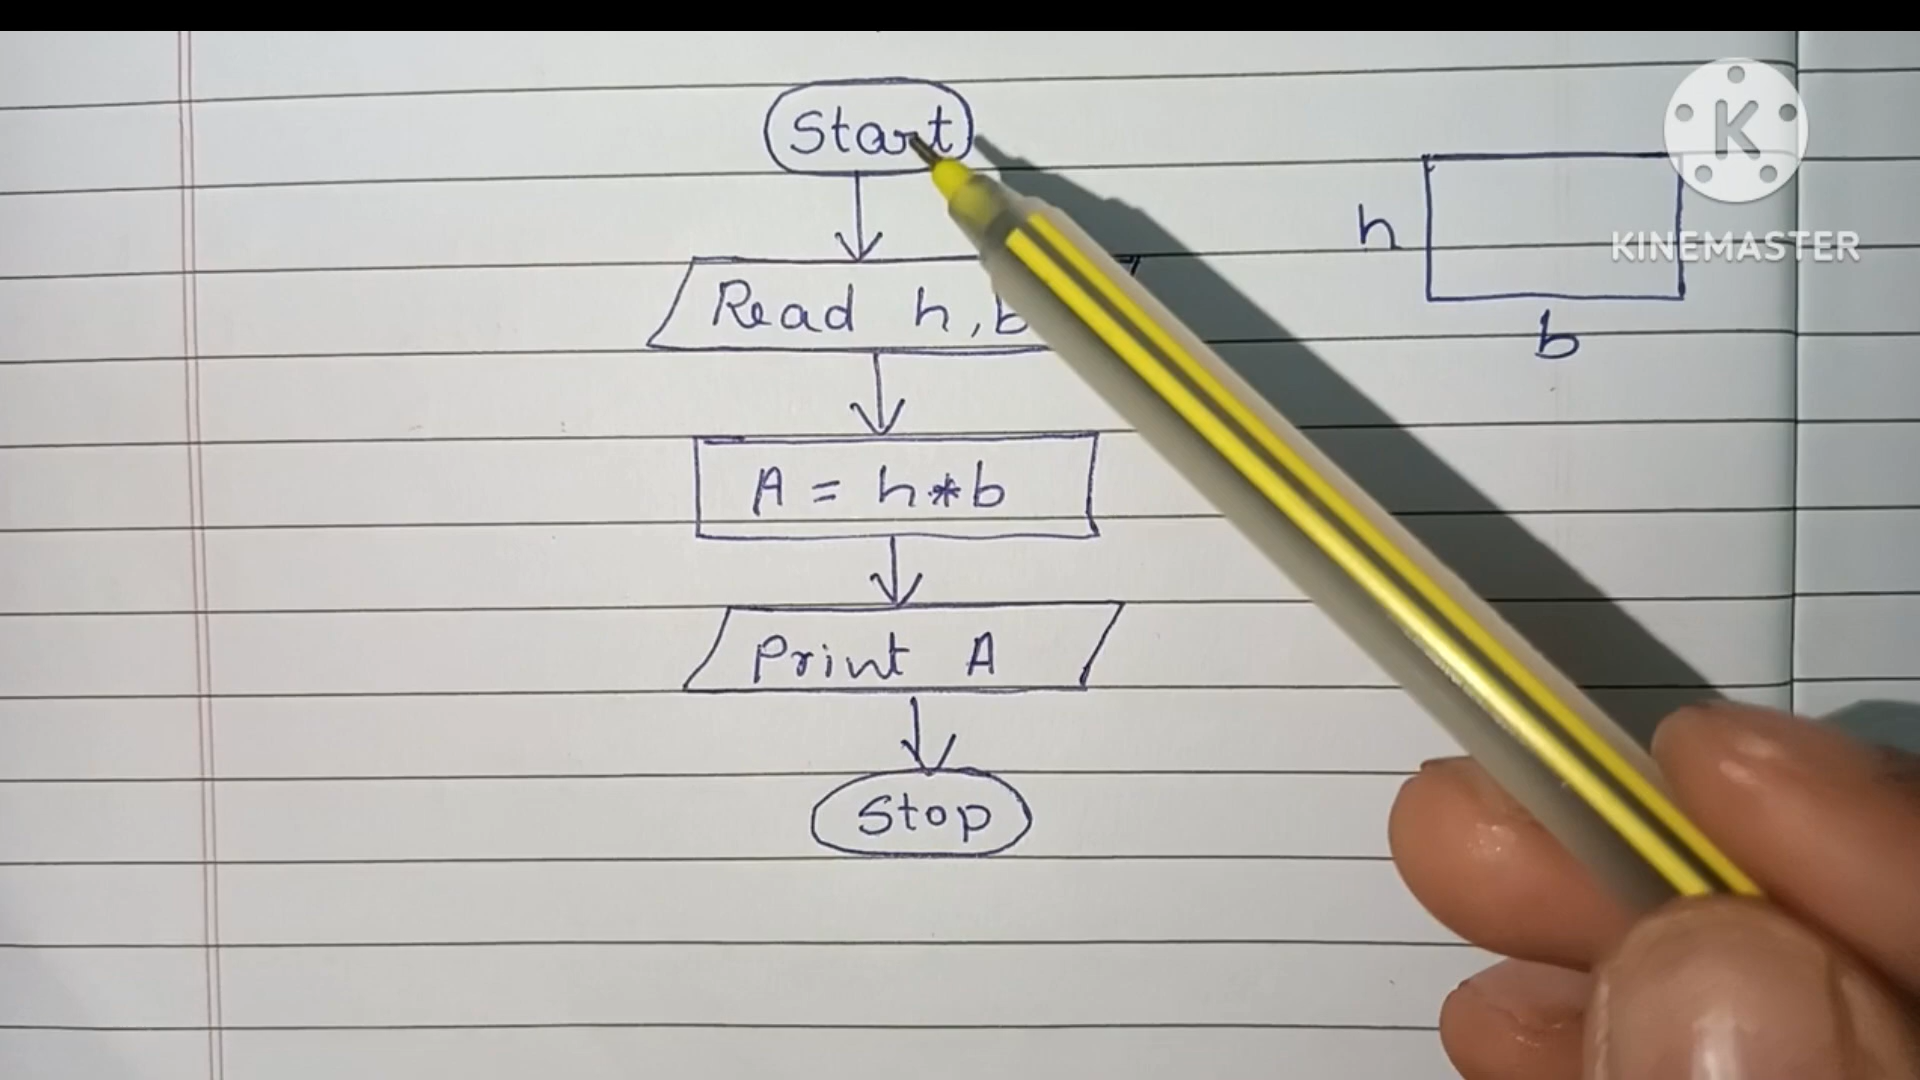 Start
Read h, b
A = h*b
Print A
Stop
h
b
K
KINEMASTER